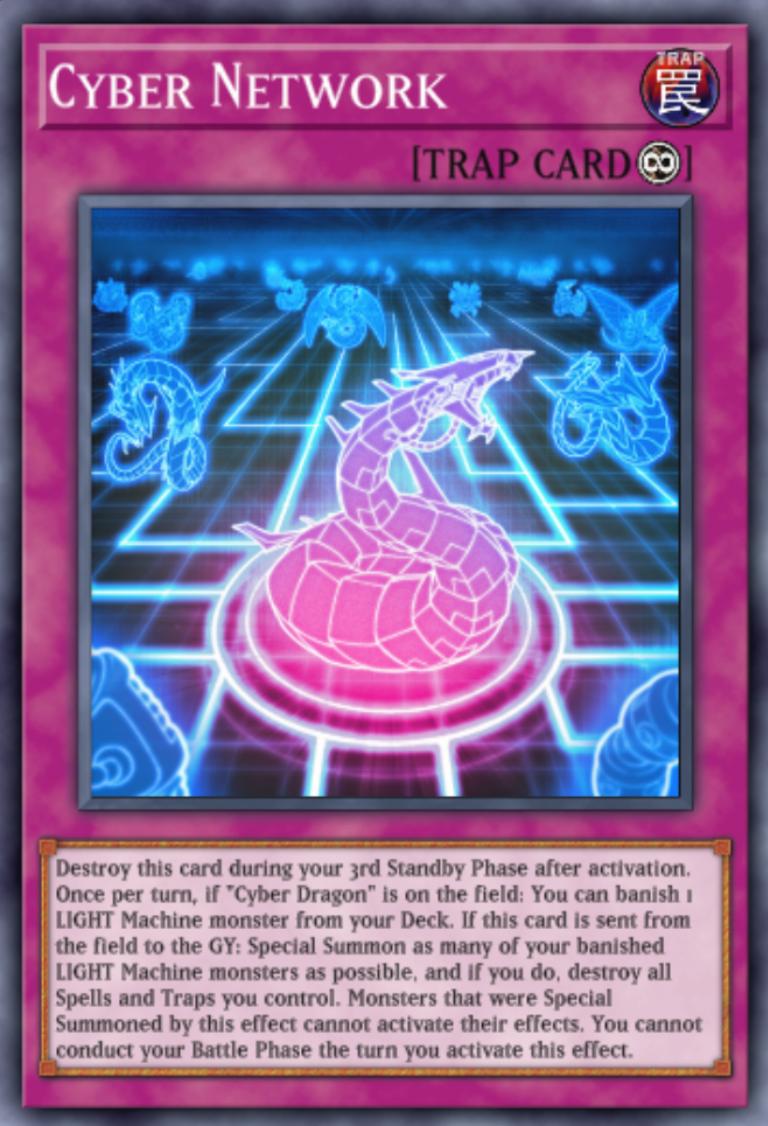 CYBER NETWORK
TRAP
罠
[TRAP CARD∞]
Destroy this card during your 3rd Standby Phase after activation.
Once per turn, if "Cyber Dragon" is on the field: You can banish 1
LIGHT Machine monster from your Deck. If this card is sent from
the field to the GY: Special Summon as many of your banished
LIGHT Machine monsters as possible, and if you do, destroy all
Spells and Traps you control. Monsters that were Special
Summoned by this effect cannot activate their effects. You cannot
conduct your Battle Phase the turn you activate this effect.